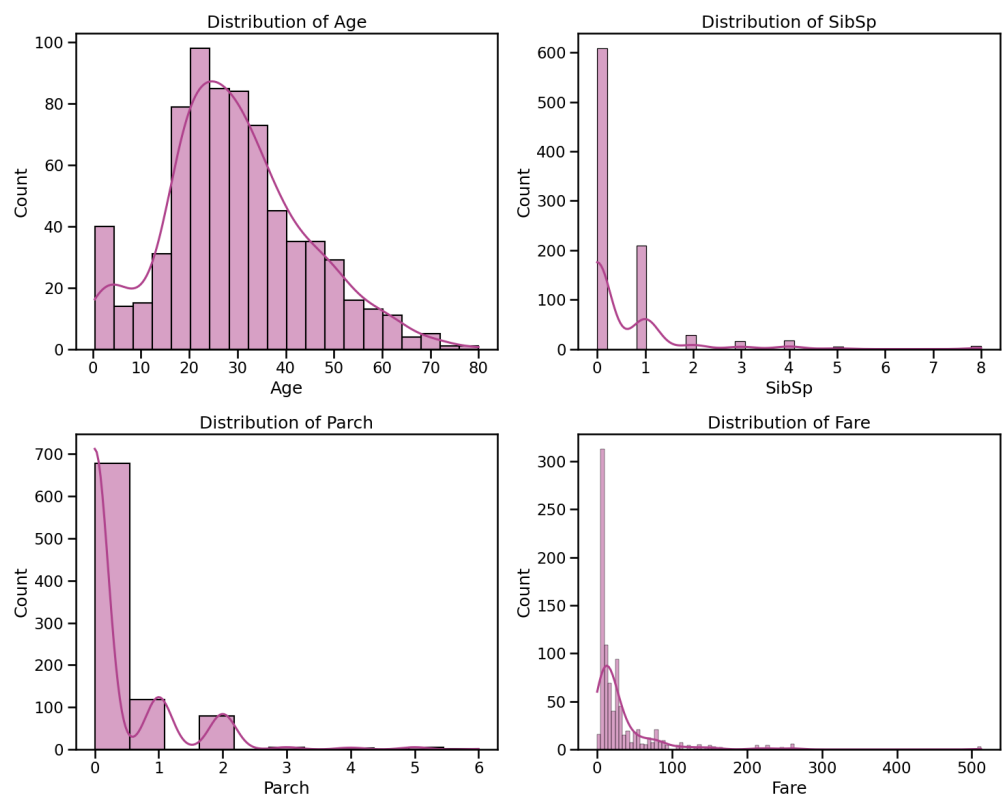 Distribution of Age
Count
100
80
60
40
20
0
0 10 20 30 40 50 60 70 80
Age
Distribution of SibSp
Count
600
500
400
300
200
100
0
0 1 2 3 4 5 6 7 8
SibSp
Distribution of Parch
Count
700
600
500
400
300
200
100
0
0 1 2 3 4 5 6
Parch
Distribution of Fare
Count
300
250
200
150
100
50
0
0 100 200 300 400 500
Fare